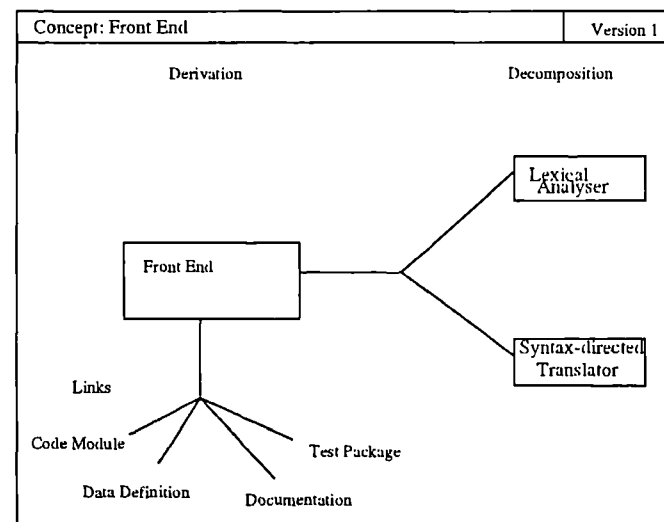 Concept: Front End
Version 1
Derivation
Decomposition
Lexical
Analyser
Front End
Syntax-directed
Translator
Links
Code Module
Test Package
Data Definition
Documentation